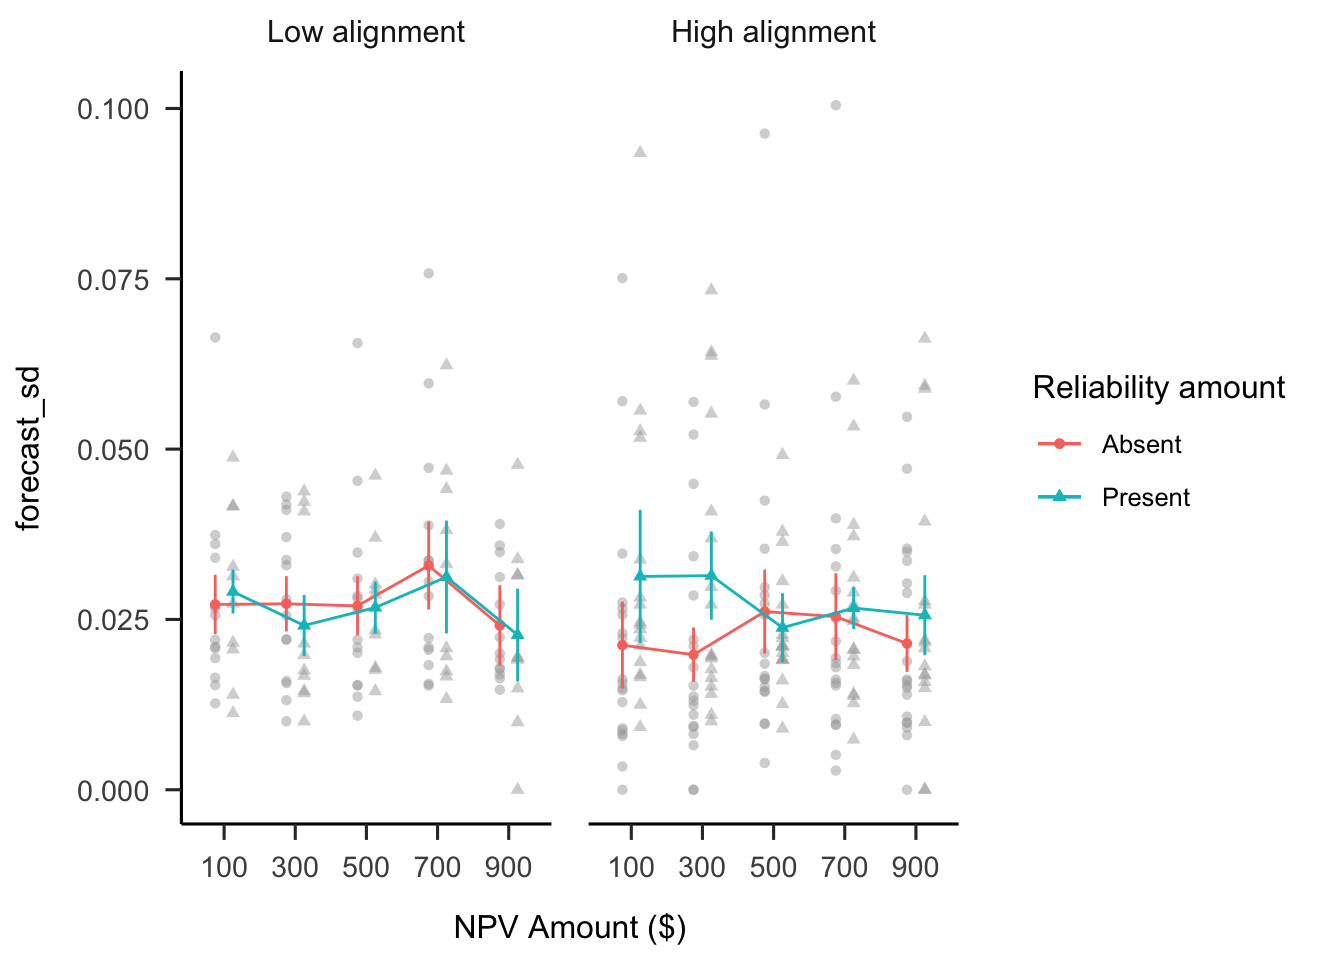 Low alignment
High alignment
0.100
0.075
0.050
0.025
0.000
forecast_sd
100 300 500 700 900
100 300 500 700 900
NPV Amount ($)
Reliability amount
Absent
Present